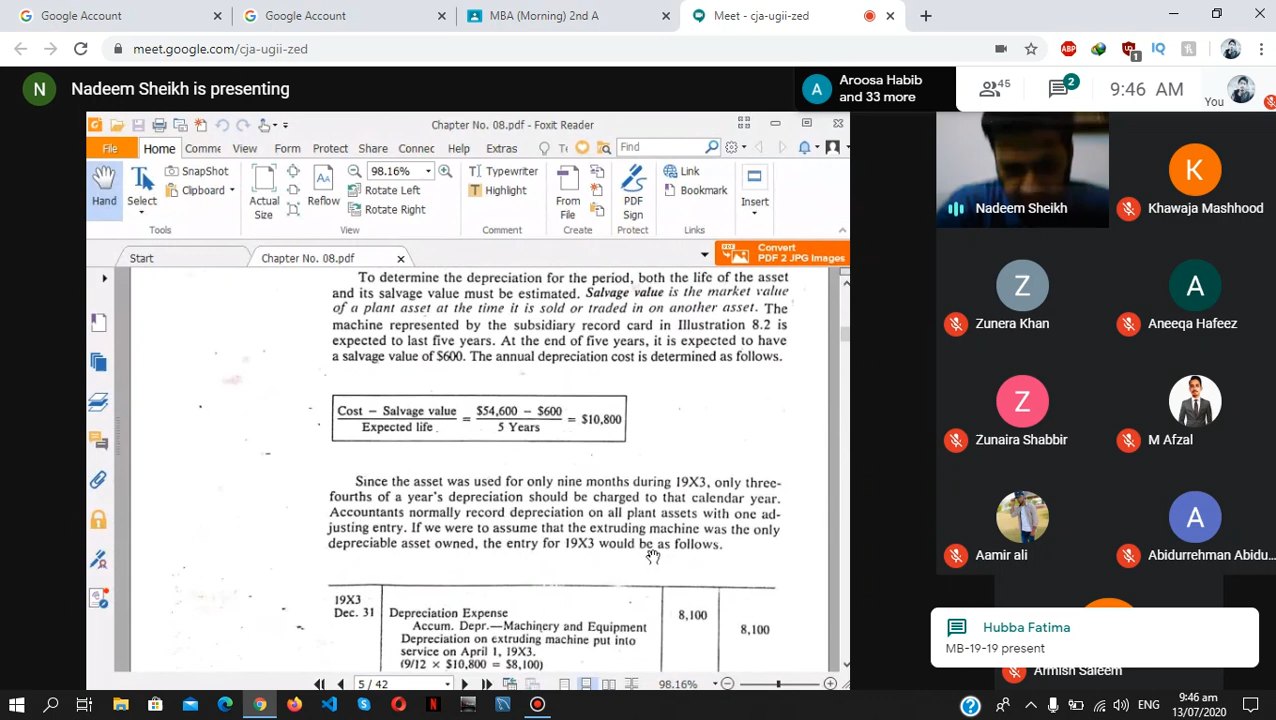 Google Account
Google Account
MBA (Morning) 2nd A
Meet - cja-ugii-zed
meet.google.com/cja-ugii-zed
ABP
IQ
1
N
Nadeem Sheikh is presenting
A
Aroosa Habib
and 33 more
45
2
9:46 AM
You
Chapter No. 08.pdf - Foxit Reader
File
Home
Comme
View
Form
Protect
Share
Connec
Help
Extras
Find
Hand
Select
SnapShot
Clipboard
Actual
Size
Reflow
98.16%
Rotate Left
Rotate Right
Typewriter
Highlight
From
File
PDF
Sign
Link
Bookmark
Insert
Tools
View
Comment
Create
Protect
Links
Start
Chapter No. 08.pdf
Convert
PDF 2 JPG Images
To determine the depreciation for the period, both the life of the asset
and its salvage value must be estimated. Salvage value is the market value
of a plant asset at the time it is sold or traded in on another asset. The
machine represented by the subsidiary record card in Illustration 8.2 is
expected to last five years. At the end of five years, it is expected to have
a salvage value of $600. The annual depreciation cost is determined as follows.
Cost – Salvage value / Expected life = $54,600 – $600 / 5 Years = $10,800
Since the asset was used for only nine months during 19X3, only three-
fourths of a year's depreciation should be charged to that calendar year.
Accountants normally record depreciation on all plant assets with one ad-
justing entry. If we were to assume that the extruding machine was the only
depreciable asset owned, the entry for 19X3 would be as follows.
19X3
Dec. 31
Depreciation Expense
8,100
Accum. Depr.—Machinery and Equipment
8,100
Depreciation on extruding machine put into
service on April 1, 19X3.
(9/12 × $10,800 = $8,100)
5 / 42
98.16%
Nadeem Sheikh
K
Khawaja Mashhood
Z
Zunera Khan
A
Aneeqa Hafeez
Z
Zunaira Shabbir
M Afzal
Aamir ali
A
Abidurrehman Abidu...
Hubba Fatima
MB-19-19 present
Armish Saleem
ENG
9:46 am
13/07/2020